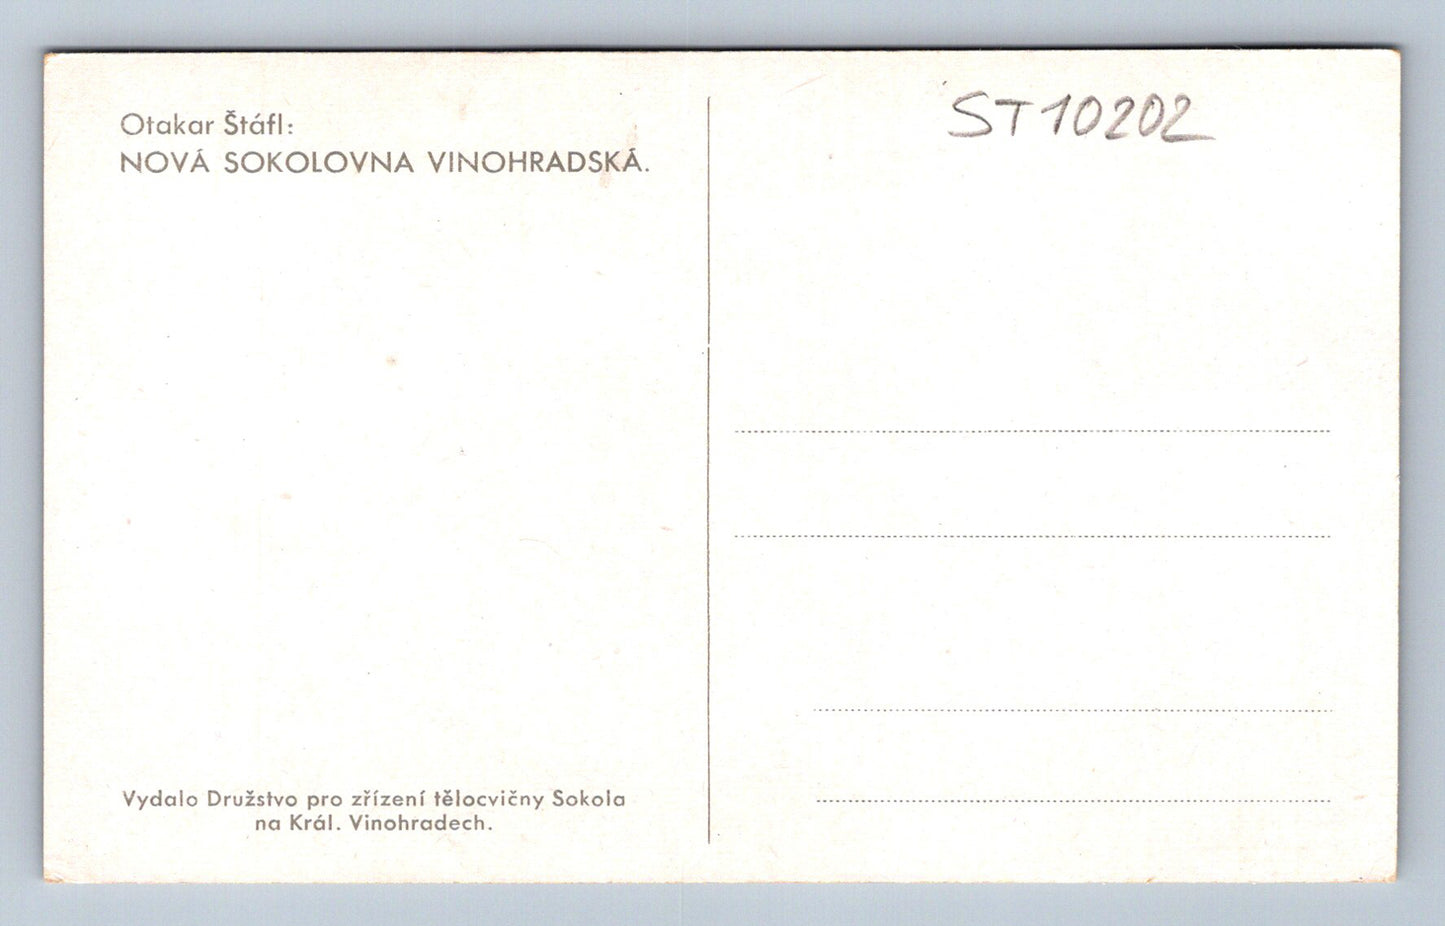 Otakar Štáfl:
NOVÁ SOKOLOVNA VINOHRADSKÁ.
ST10202
Vydalo Družstvo pro zřízení tělocvičny Sokola
na Král. Vinohradech.